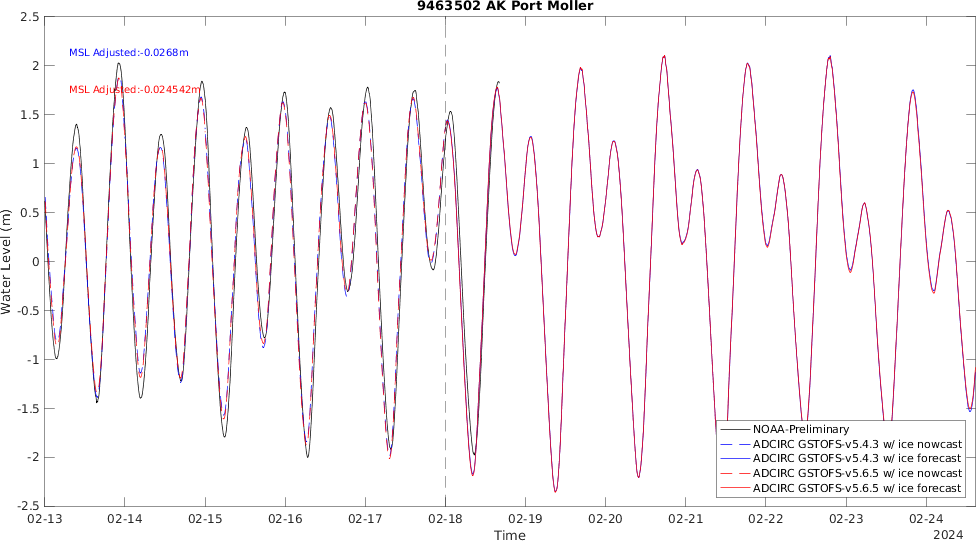 9463502 AK Port Moller
MSL Adjusted:-0.0268m
MSL Adjusted:-0.024542m
Water Level (m)
2.5
2
1.5
1
0.5
0
-0.5
-1
-1.5
-2
-2.5
NOAA-Preliminary
ADCIRC GSTOFS-v5.4.3 w/ ice nowcast
ADCIRC GSTOFS-v5.4.3 w/ ice forecast
ADCIRC GSTOFS-v5.6.5 w/ ice nowcast
ADCIRC GSTOFS-v5.6.5 w/ ice forecast
02-13 02-14 02-15 02-16 02-17 02-18 02-19 02-20 02-21 02-22 02-23 02-24
Time
2024